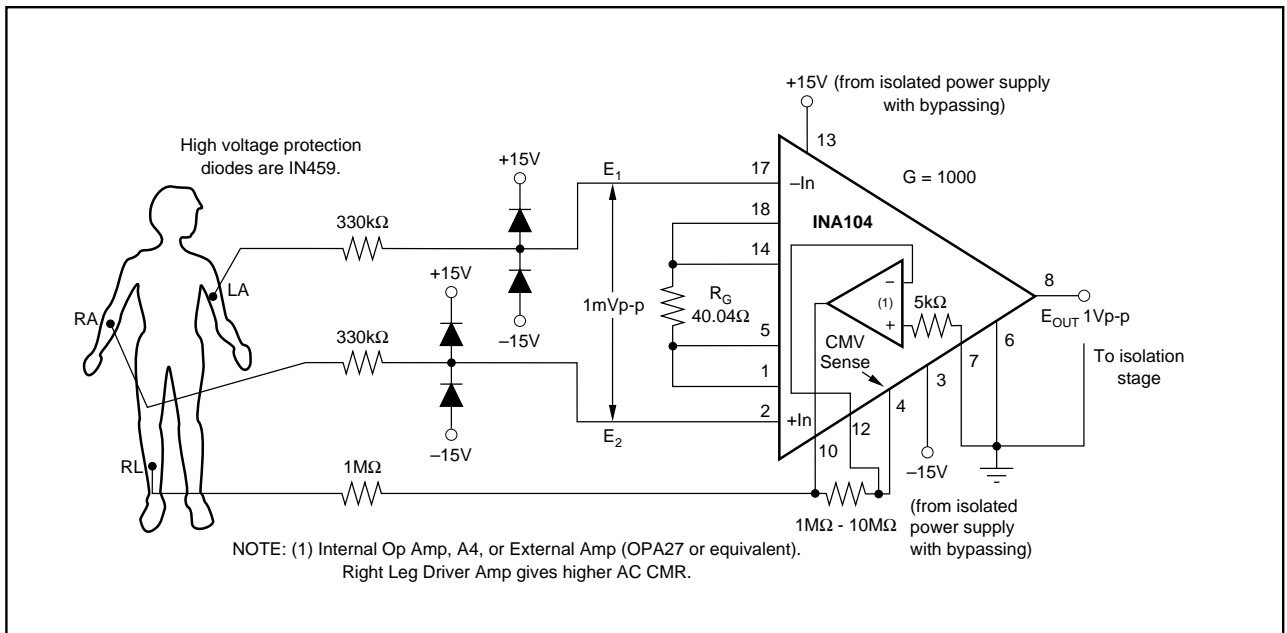 High voltage protection
diodes are IN459.
+15V (from isolated power supply
with bypassing)
13
+15V
E1
17
–In
G = 1000
18
INA104
330kΩ
14
LA
+15V
–15V
1mVp-p
RG
40.04Ω
–
(1)
+
5kΩ
8
EOUT 1Vp-p
RA
330kΩ
5
CMV
Sense
7
6
To isolation
stage
1
3
4
2
+In
12
E2
10
–15V
–15V
RL
1MΩ
1MΩ - 10MΩ
(from isolated
power supply
with bypassing)
NOTE: (1) Internal Op Amp, A4, or External Amp (OPA27 or equivalent).
Right Leg Driver Amp gives higher AC CMR.